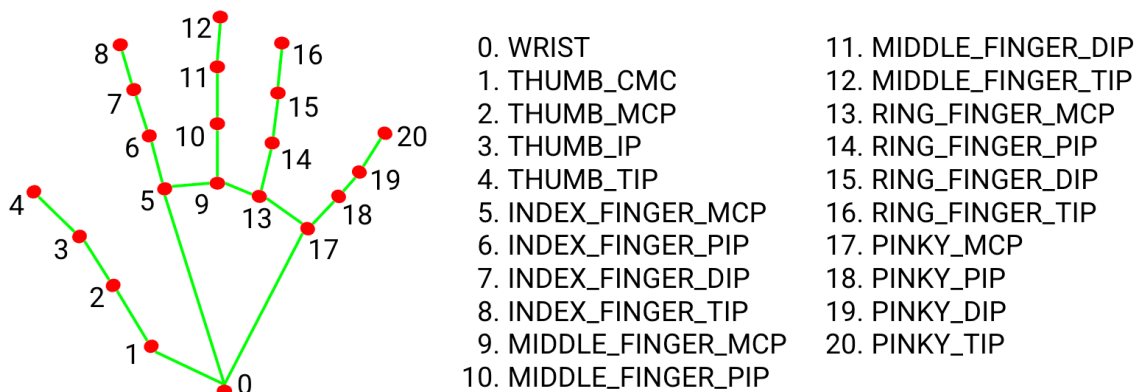 12
8
16
11
7
15
10
20
6
14
19
4
5
9
13
18
3
17
2
1
0
0. WRIST
1. THUMB_CMC
2. THUMB_MCP
3. THUMB_IP
4. THUMB_TIP
5. INDEX_FINGER_MCP
6. INDEX_FINGER_PIP
7. INDEX_FINGER_DIP
8. INDEX_FINGER_TIP
9. MIDDLE_FINGER_MCP
10. MIDDLE_FINGER_PIP
11. MIDDLE_FINGER_DIP
12. MIDDLE_FINGER_TIP
13. RING_FINGER_MCP
14. RING_FINGER_PIP
15. RING_FINGER_DIP
16. RING_FINGER_TIP
17. PINKY_MCP
18. PINKY_PIP
19. PINKY_DIP
20. PINKY_TIP